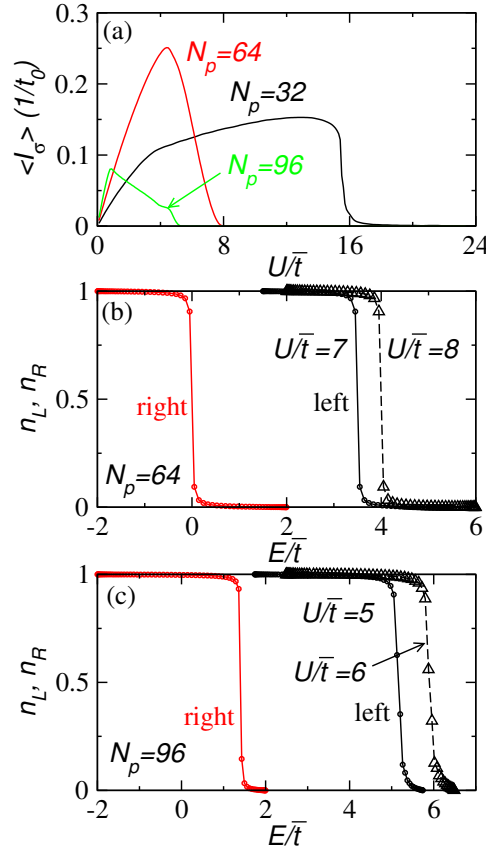 (a)
N_p=64
N_p=32
N_p=96
<I_σ> (1/t_0)
0.3
0.2
0.1
0
0 8 16 24
U/t̄
(b)
U/t̄=7 U/t̄=8
right
left
N_p=64
n_L, n_R
1
0.5
0
-2 0 2 4 6
E/t̄
(c)
U/t̄=5
U/t̄=6
right
left
N_p=96
n_L, n_R
1
0.5
0
-2 0 2 4 6
E/t̄